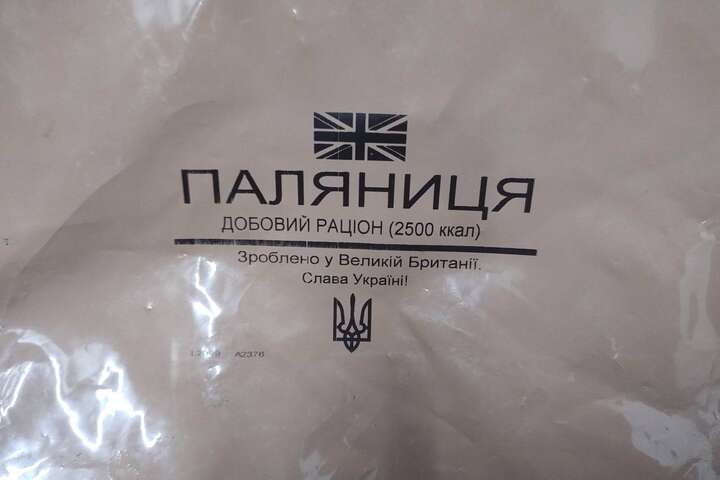 ПАЛЯНИЦЯ
ДОБОВИЙ РАЦІОН (2500 ккал)
Зроблено у Великій Британії.
Слава Україні!
A2376